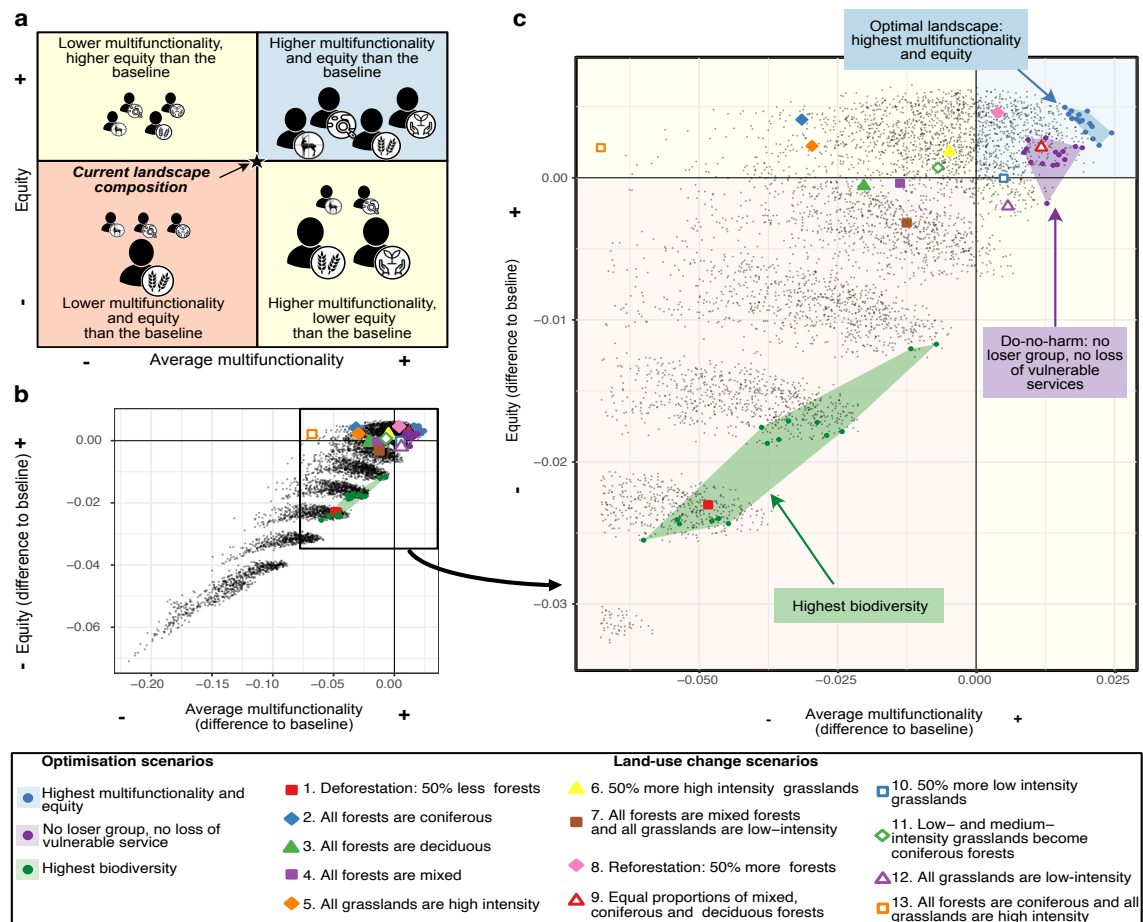 a
Lower multifunctionality,
higher equity than the
baseline
Higher multifunctionality
and equity than the
baseline
Current landscape
composition
Lower multifunctionality
and equity
than the baseline
Higher multifunctionality,
lower equity
than the baseline
+
Equity
-
- Average multifunctionality +
b
0.00
−0.02
−0.04
−0.06
- Equity (difference to baseline) +
−0.20 −0.15 −0.10 −0.05 0.00
- Average multifunctionality +
(difference to baseline)
c
Optimal landscape:
highest multifunctionality
and equity
Do-no-harm: no
loser group, no loss
of vulnerable
services
Highest biodiversity
0.00
−0.01
−0.02
−0.03
+
Equity (difference to bseline)
-
−0.050 −0.025 0.000 0.025
- Average multifunctionality +
(difference to baseline)
Optimisation scenarios
Highest multifunctionality and
equity
No loser group, no loss of
vulnerable service
Highest biodiversity
Land-use change scenarios
1. Deforestation: 50% less forests
2. All forests are coniferous
3. All forests are deciduous
4. All forests are mixed
5. All grasslands are high intensity
6. 50% more high intensity grasslands
7. All forests are mixed forests
and all grasslands are low−intensity
8. Reforestation: 50% more forests
9. Equal proportions of mixed,
coniferous and deciduous forests
10. 50% more low intensity
grasslands
11. Low− and medium−
intensity grasslands become
coniferous forests
12. All grasslands are low-intensity
13. All forests are coniferous and all
grasslands are high intensity